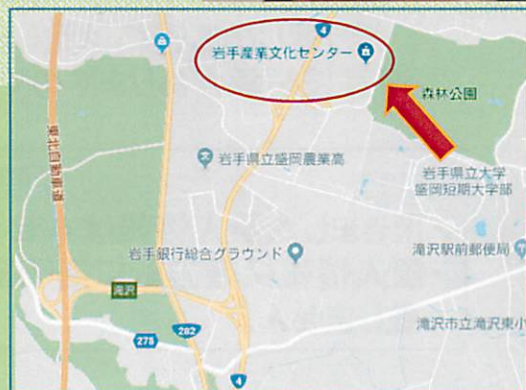 4
岩手産業文化センター
森林公園
東北自動車道
岩手県立盛岡農業高
岩手県立大学
盛岡短期大学部
岩手銀行総合グラウンド
滝沢駅前郵便局
滝沢
282
278
滝沢市立滝沢東小
4